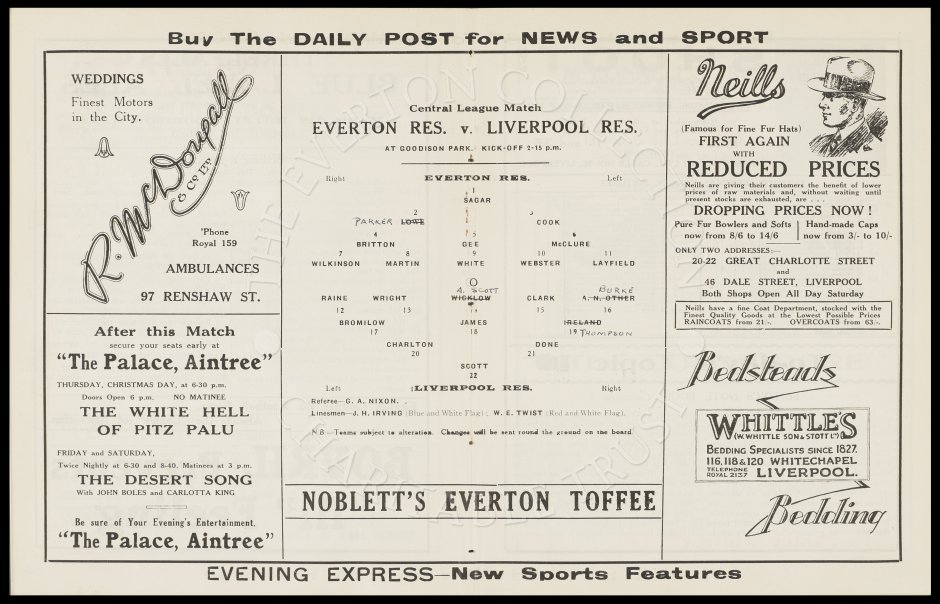 Buy The DAILY POST for NEWS and SPORT
WEDDINGS
Finest Motors
in the City.
R. McDougall
& Co LTD
'Phone
Royal 159
AMBULANCES
97 RENSHAW ST.
After this Match
secure your seats early at
"The Palace, Aintree"
THURSDAY, CHRISTMAS DAY, at 6-30 p.m.
Doors Open 6 p.m. NO MATINEE
THE WHITE HELL
OF PITZ PALU
FRIDAY and SATURDAY,
Twice Nightly at 6-30 and 8-40. Matinees at 3 p.m.
THE DESERT SONG
With JOHN BOLES and CARLOTTA KING
Be sure of Your Evening's Entertainment.
"The Palace, Aintree"
Central League Match
EVERTON RES. v. LIVERPOOL RES.
AT GOODISON PARK. KICK-OFF 2-15 p.m.
Right EVERTON RES. Left
1
SAGAR
2 3
PARKER LOWE COOK
4 5 6
BRITTON GEE McCLURE
7 8 9 10 11
WILKINSON MARTIN WHITE WEBSTER LAYFIELD
O
A. SCOTT BURKE
RAINE WRIGHT WICKLOW CLARK A. N. OTHER
12 13 14 15 16
BROMILOW JAMES IRELAND
17 18 19 THOMPSON
CHARLTON DONE
20 21
SCOTT
22
Left LIVERPOOL RES. Right
Referee—G. A. NIXON.
Linesmen—J. H. IRVING (Blue and White Flag); W. E. TWIST (Red and White Flag).
N.B—Teams subject to alteration. Changes will be sent round the ground on the board.
NOBLETT'S EVERTON TOFFEE
Neills
(Famous for Fine Fur Hats)
FIRST AGAIN
WITH
REDUCED PRICES
Neills are giving their customers the benefit of lower
prices of raw materials and, without waiting until
present stocks are exhausted, are . . .
DROPPING PRICES NOW!
Pure Fur Bowlers and Softs Hand-made Caps
now from 8/6 to 14/6 now from 3/- to 10/-
ONLY TWO ADDRESSES:—
20-22 GREAT CHARLOTTE STREET
and
46 DALE STREET, LIVERPOOL
Both Shops Open All Day Saturday
Neills have a fine Coat Department, stocked with the
Finest Quality Goods at the Lowest Possible Prices
RAINCOATS from 21/-. OVERCOATS from 63/-.
Bedsteads
WHITTLE'S
(W. WHITTLE SON & STOTT LTD)
BEDDING SPECIALISTS SINCE 1827.
116, 118 & 120 WHITECHAPEL
TELEPHONE
ROYAL 2137 LIVERPOOL.
Bedding
EVENING EXPRESS—New Sports Features
THE EVERTON COLLECTION
CHARITABLE TRUST